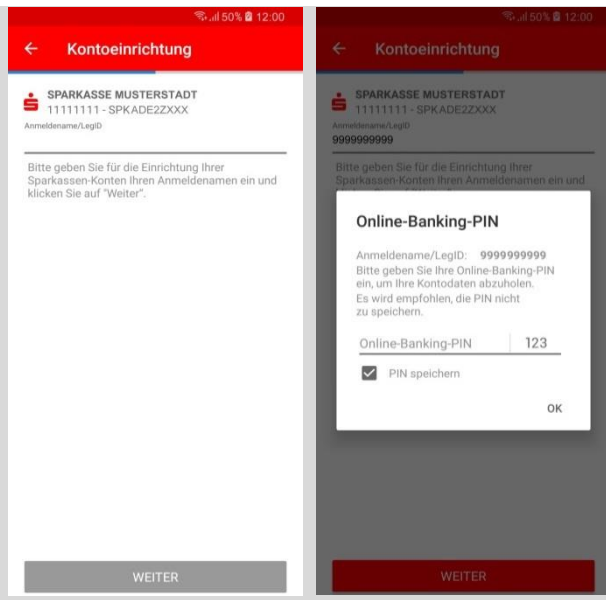 50% 12:00
Kontoeinrichtung
SPARKASSE MUSTERSTADT
11111111 - SPKADE2ZXXX
Anmeldename/LegID
Bitte geben Sie für die Einrichtung Ihrer
Sparkassen-Konten Ihren Anmeldenamen ein und
klicken Sie auf "Weiter".
WEITER
50% 12:00
Kontoeinrichtung
SPARKASSE MUSTERSTADT
11111111 - SPKADE2ZXXX
Anmeldename/LegID
9999999999
Bitte geben Sie für die Einrichtung Ihrer
Sparkassen-Konten Ihren Anmeldenamen ein und
Online-Banking-PIN
Anmeldename/LegID: 9999999999
Bitte geben Sie Ihre Online-Banking-PIN
ein, um Ihre Kontodaten abzuholen.
Es wird empfohlen, die PIN nicht
zu speichern.
Online-Banking-PIN 123
PIN speichern
OK
WEITER